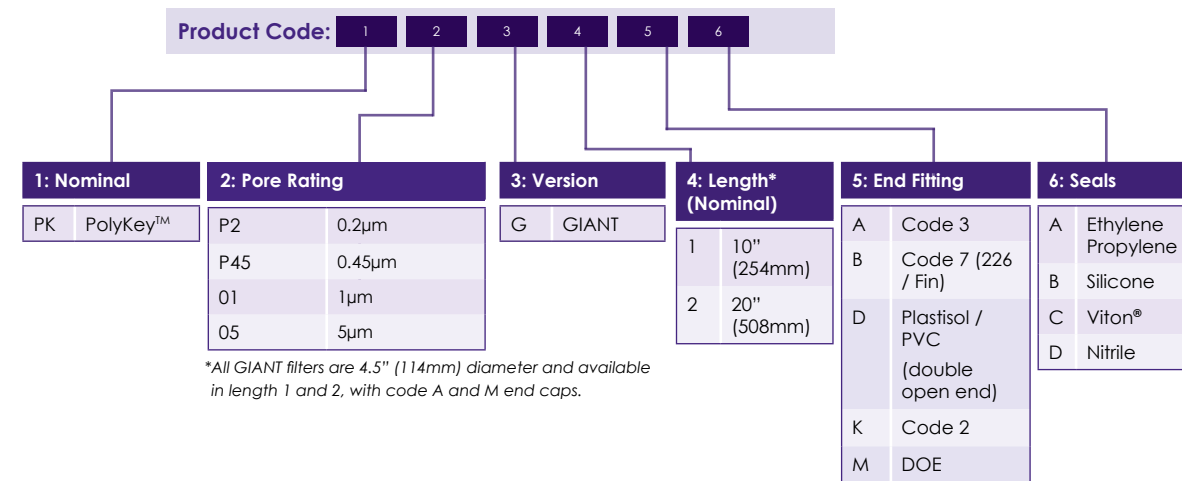 Product Code: 1 2 3 4 5 6
1: Nominal
PK PolyKey™
2: Pore Rating
P2 0.2µm
P45 0.45µm
01 1µm
05 5µm
*All GIANT filters are 4.5” (114mm) diameter and available
in length 1 and 2, with code A and M end caps.
3: Version
G GIANT
4: Length*
(Nominal)
1 10”
(254mm)
2 20”
(508mm)
5: End Fitting
A Code 3
B Code 7 (226
/ Fin)
D Plastisol /
PVC
(double
open end)
K Code 2
M DOE
6: Seals
A Ethylene
Propylene
B Silicone
C Viton®
D Nitrile